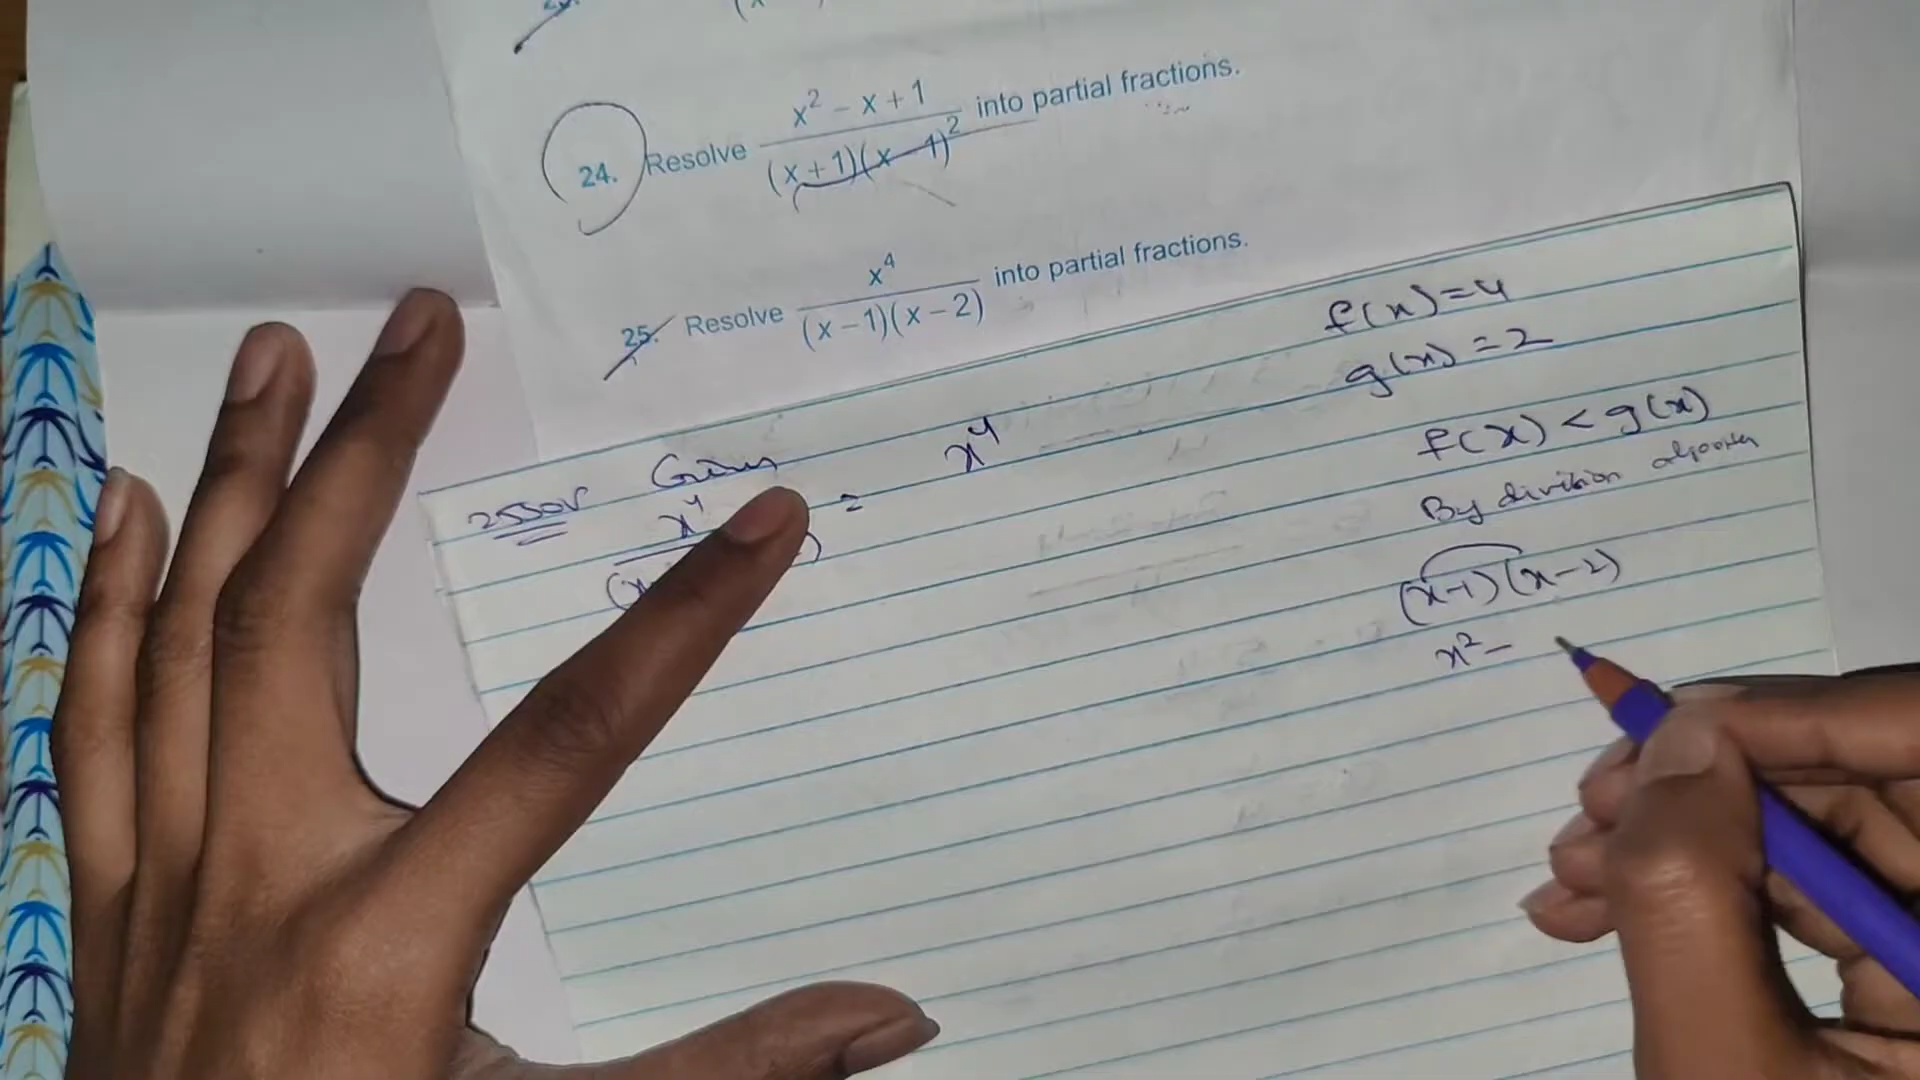 24. Resolve x² − x + 1 / (x + 1)(x − 1)² into partial fractions.
25. Resolve x⁴ / (x − 1)(x − 2) into partial fractions.
f(x) = 4
g(x) = 2
f(x) < g(x)
By division
(x-1)(x-2)
x² -
25 Sol Given
x⁴ = x⁴
(x